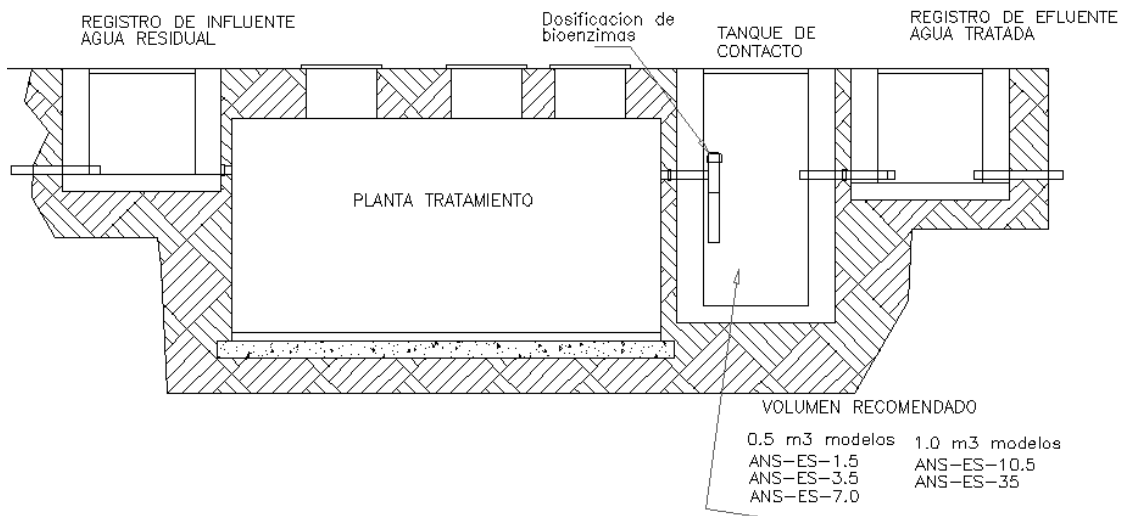 REGISTRO DE INFLUENTE
AGUA RESIDUAL
Dosificacion de
bioenzimas
TANQUE DE
CONTACTO
REGISTRO DE EFLUENTE
AGUA TRATADA
PLANTA TRATAMIENTO
VOLUMEN RECOMENDADO
0.5 m3 modelos
ANS-ES-1.5
ANS-ES-3.5
ANS-ES-7.0
1.0 m3 modelos
ANS-ES-10.5
ANS-ES-35